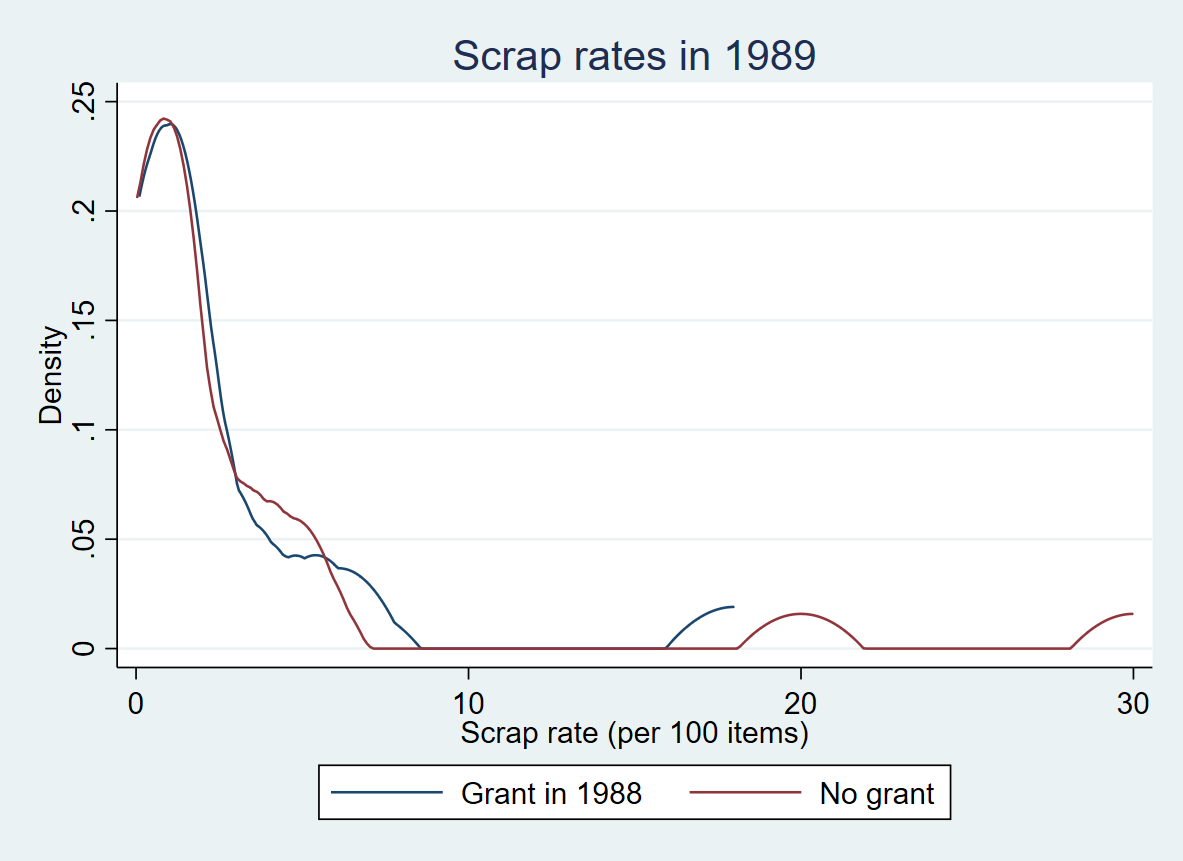 Scrap rates in 1989
Density
.25
.2
.15
.1
.05
0
0 10 20 30
Scrap rate (per 100 items)
Grant in 1988 No grant